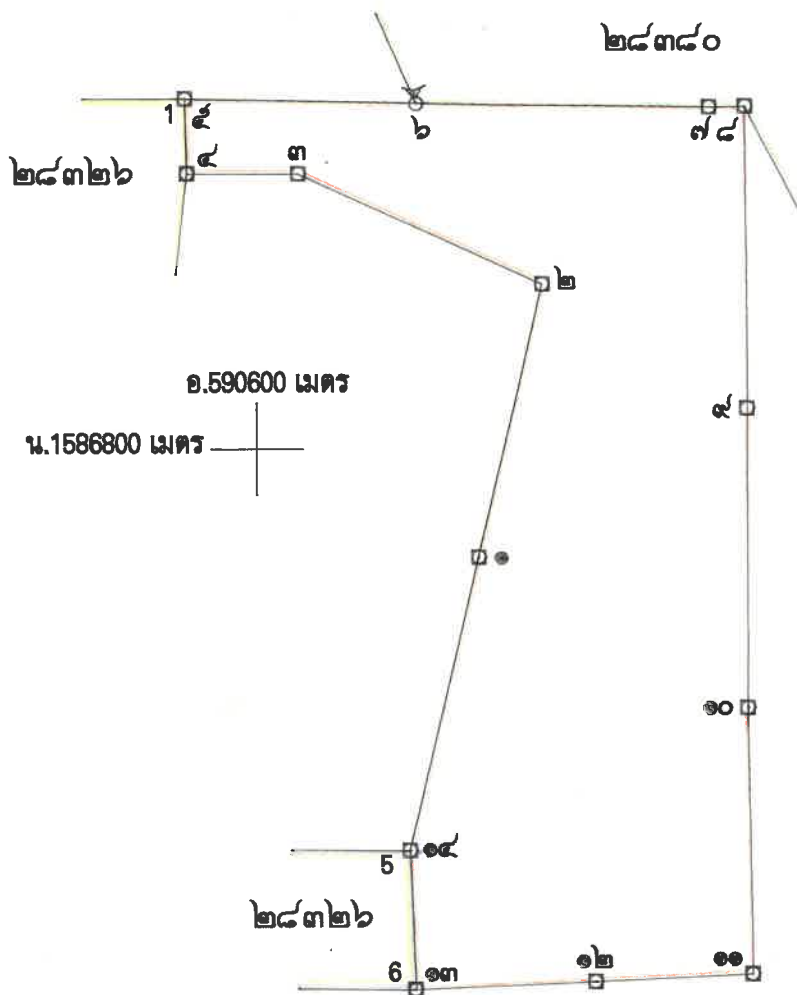 ๒๘๓๘๐
1 ๕ ๖ ๗ ๘
๔ ๓
๒๘๓๒๖
๒
อ.590600 เมตร
๙
น.1586800 เมตร
๑
๑๐
5 ๑๔
๒๘๓๒๖
6 ๑๓ ๑๒ ๑๑